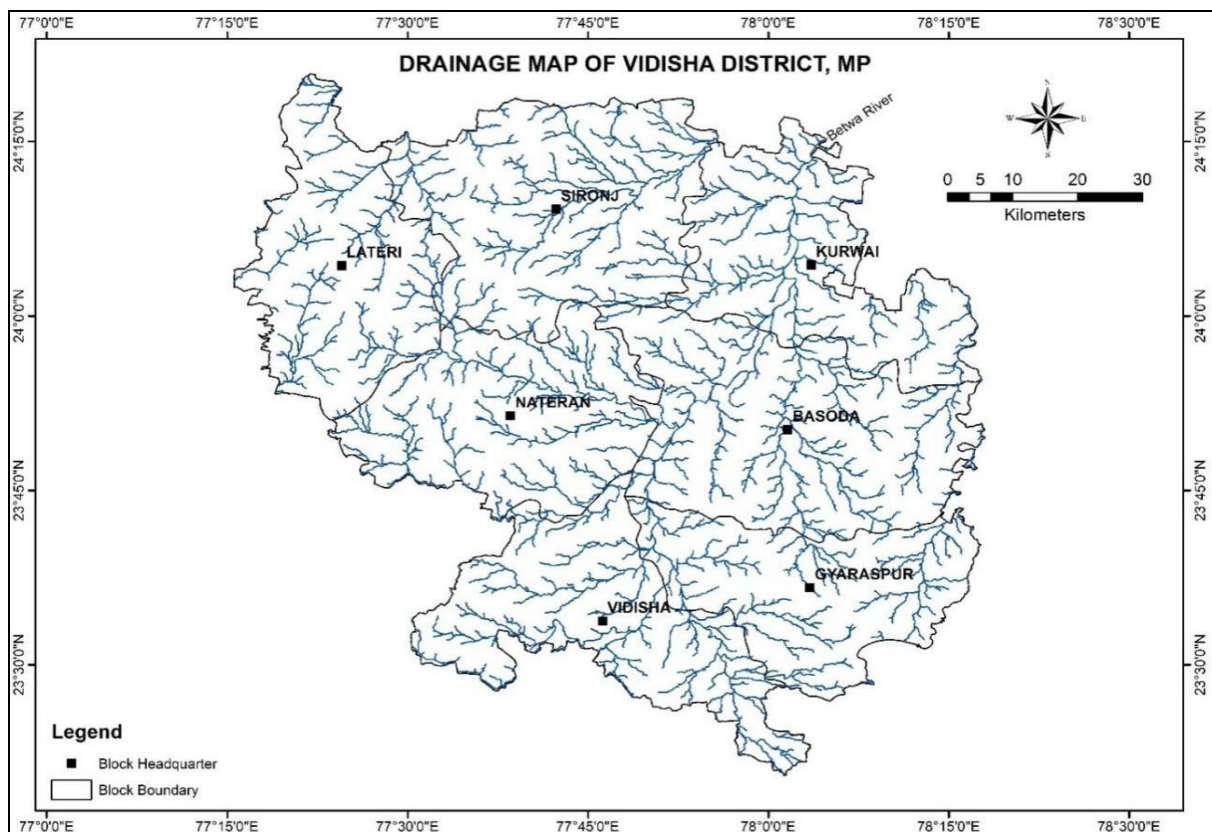 77°0'0"E 77°15'0"E 77°30'0"E 77°45'0"E 78°0'0"E 78°15'0"E 78°30'0"E
DRAINAGE MAP OF VIDISHA DISTRICT, MP
Betwa River
N
W E
S
24°15'0"N 24°15'0"N
0 5 10 20 30
Kilometers
SIRONJ
LATERI
KURWAI
24°0'0"N 24°0'0"N
NATERAN
BASODA
23°45'0"N 23°45'0"N
GYARASPUR
VIDISHA
23°30'0"N 23°30'0"N
Legend
Block Headquarter
Block Boundary
77°0'0"E 77°15'0"E 77°30'0"E 77°45'0"E 78°0'0"E 78°15'0"E 78°30'0"E